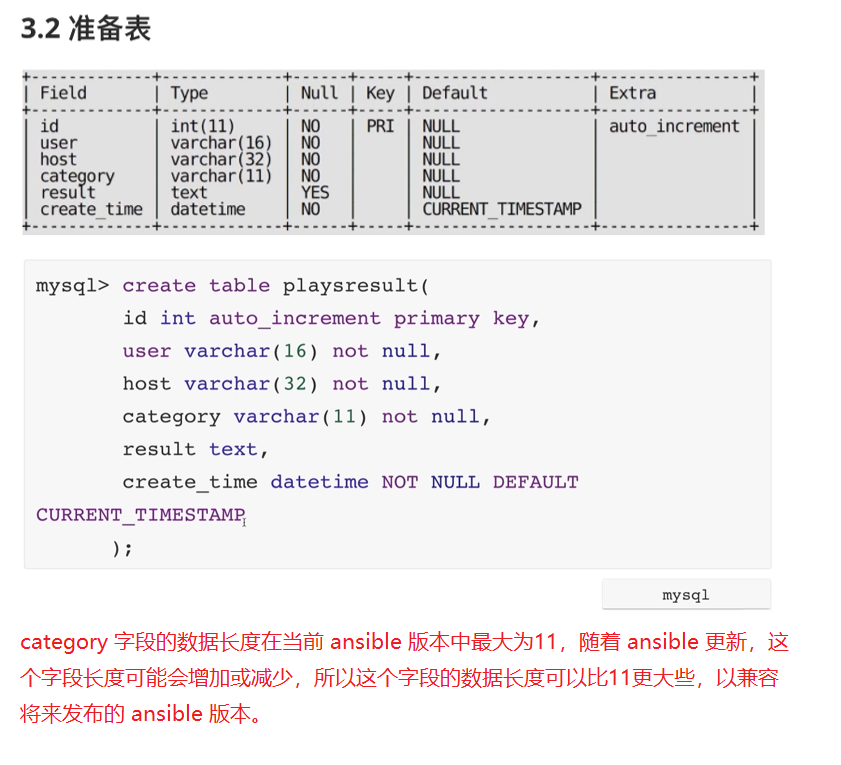 3.2 准备表
+--------------+--------------+------+-----+--------------------+----------------+
| Field | Type | Null | Key | Default | Extra |
+--------------+--------------+------+-----+--------------------+----------------+
| id | int(11) | NO | PRI | NULL | auto_increment |
| user | varchar(16) | NO | | NULL | |
| host | varchar(32) | NO | | NULL | |
| category | varchar(11) | NO | | NULL | |
| result | text | YES | | NULL | |
| create_time | datetime | NO | | CURRENT_TIMESTAMP | |
+--------------+--------------+------+-----+--------------------+----------------+
mysql> create table playsresult(
id int auto_increment primary key,
user varchar(16) not null,
host varchar(32) not null,
category varchar(11) not null,
result text,
create_time datetime NOT NULL DEFAULT
CURRENT_TIMESTAMP
);
mysql
category 字段的数据长度在当前 ansible 版本中最大为11，随着 ansible 更新，这
个字段长度可能会增加或减少，所以这个字段的数据长度可以比11更大些，以兼容
将来发布的 ansible 版本。